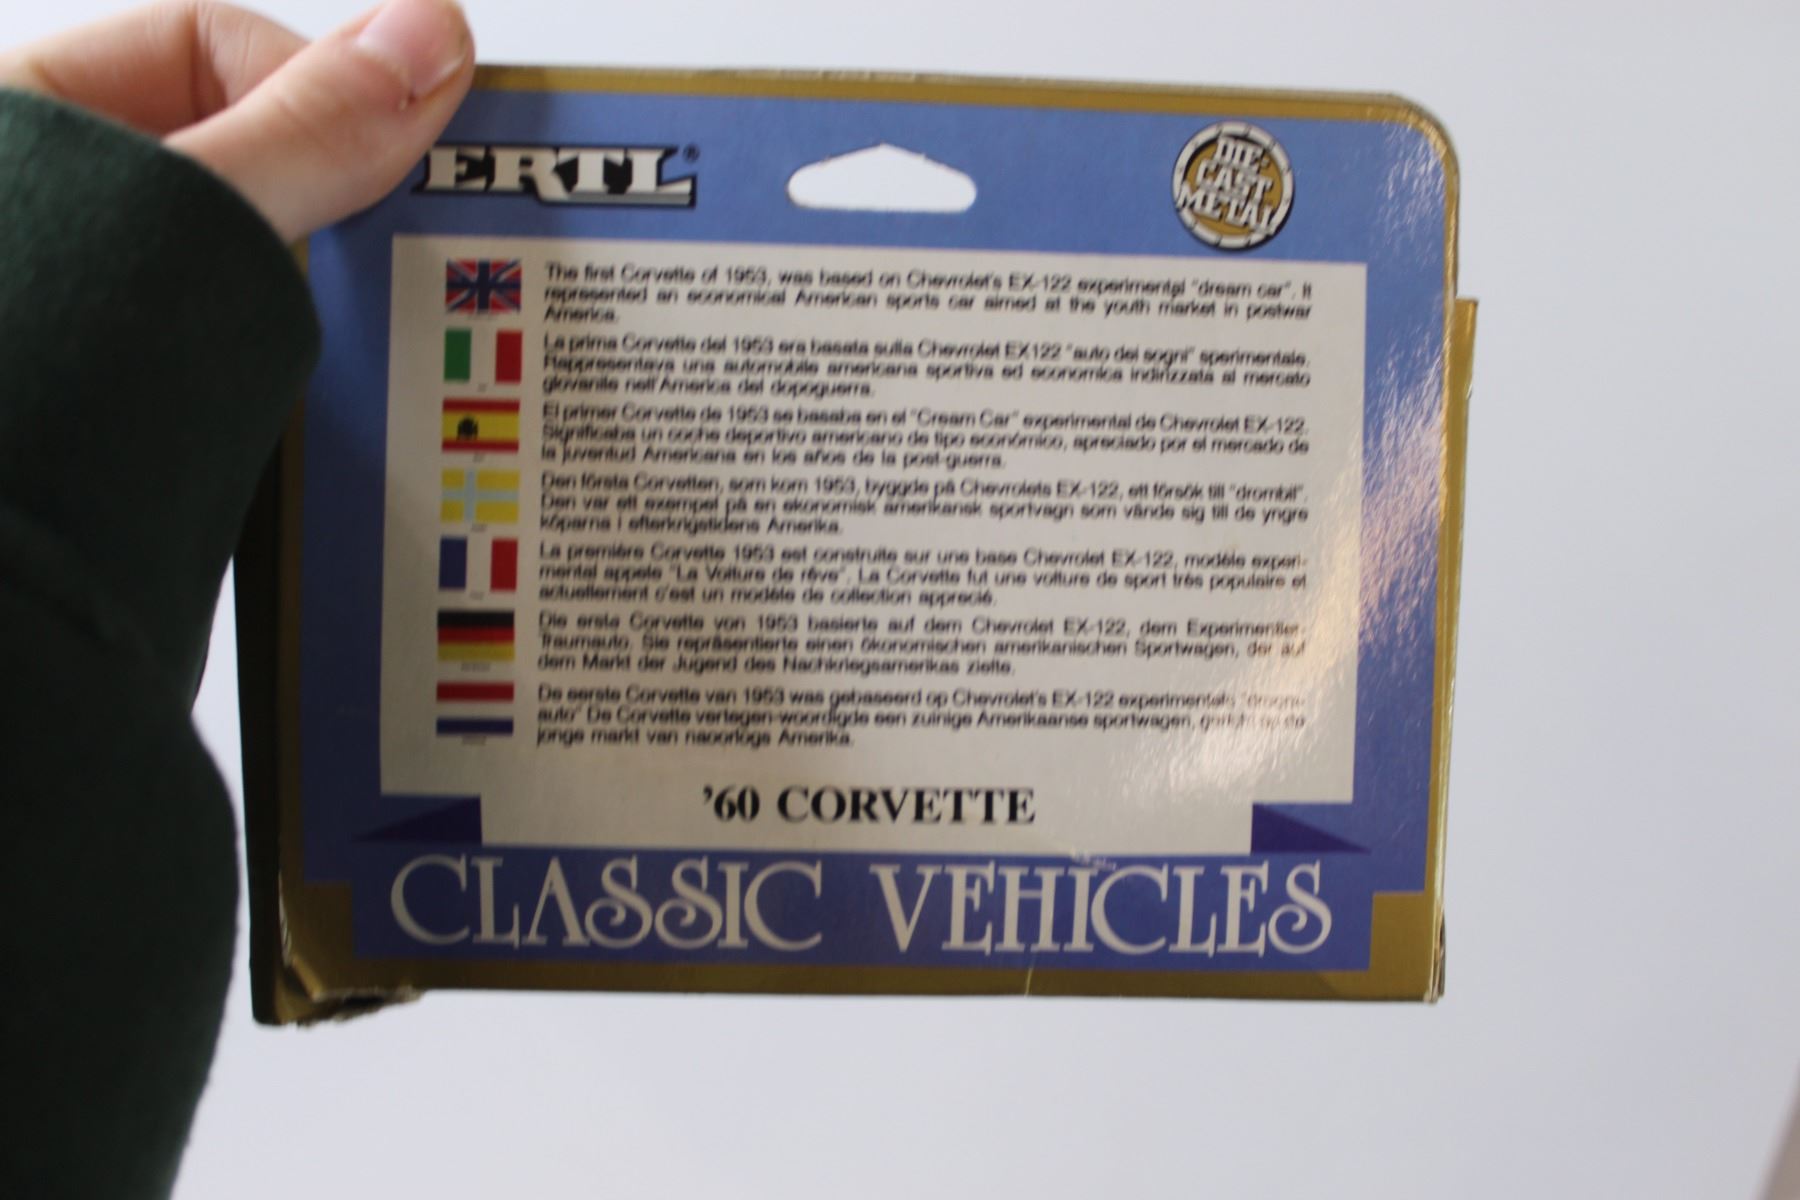 ERTL®
DIE-
CAST
METAL
The first Corvette of 1953, was based on Chevrolet's EX-122 experimental "dream car". It
represented an economical American sports car aimed at the youth market in postwar
America.
La prima Corvette del 1953 era basata sulla Chevrolet EX122 "auto dei sogni" sperimentale.
Rappresentava una automobile americana sportiva ed economica indirizzata al mercato
giovanile nell'America del dopoguerra.
El primer Corvette de 1953 se basaba en el "Cream Car" experimental de Chevrolet EX-122.
Significaba un coche deportivo americano de tipo económico, apreciado por el mercado de
la juventud Americana en los años de la post-guerra.
Den första Corvetten, som kom 1953, byggde på Chevrolets EX-122, ett försök till "drombil".
Den var ett exempel på en ekonomisk amerikansk sportvagn som vände sig till de yngre
köparna i efterkrigstidens Amerika.
La première Corvette 1953 est construite sur une base Chevrolet EX-122, modèle experi-
mental appele "La Voiture de rêve". La Corvette fut une voiture de sport très populaire et
actuellement c'est un modèle de collection apprecié.
Die erste Corvette von 1953 basierte auf dem Chevrolet EX-122, dem Experimentier-
Traumauto. Sie repräsentierte einen ökonomischen amerikanischen Sportwagen, der auf
dem Markt der Jugend des Nachkriegsamerikas zielte.
De eerste Corvette van 1953 was gebaseerd op Chevrolet's EX-122 experimentele
auto" De Corvette vertegen-woordigde een zuinige Amerikaanse sportwagen, gericht op de
jonge markt van naoorlogs Amerika.
'60 CORVETTE
CLASSIC VEHICLES